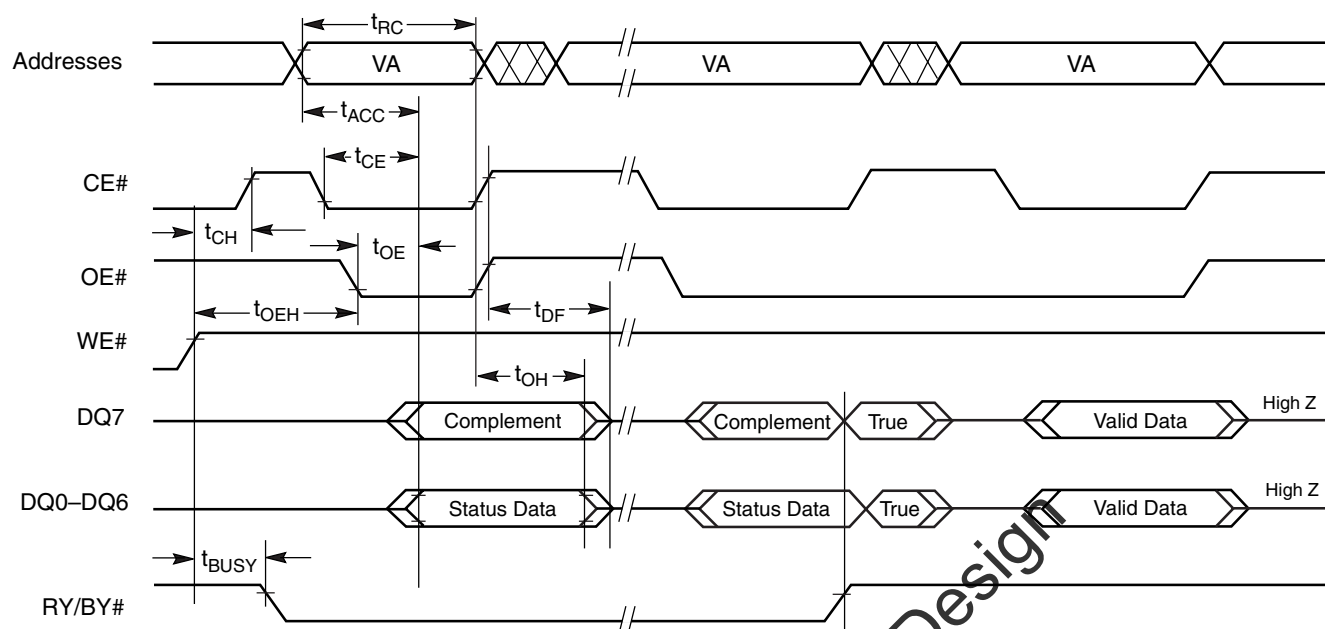 tRC
Addresses VA VA VA
tACC
tCE
CE#
tCH tOE
OE#
tOEH tDF
WE#
tOH
DQ7 Complement Complement True Valid Data High Z
DQ0–DQ6 Status Data Status Data True Valid Data High Z
tBUSY
RY/BY#
Design